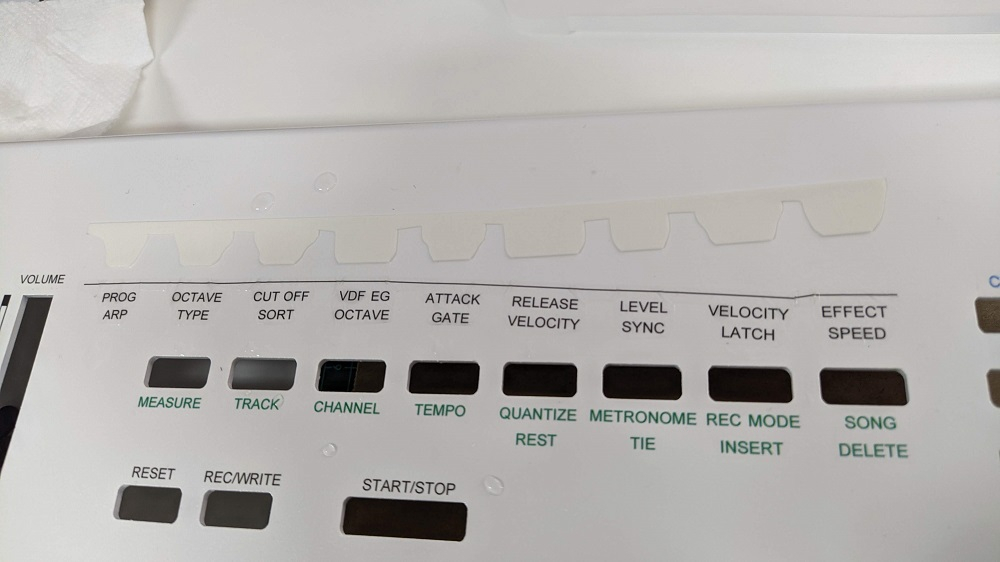 VOLUME
PROG OCTAVE CUT OFF VDF EG ATTACK RELEASE LEVEL VELOCITY EFFECT
ARP TYPE SORT OCTAVE GATE VELOCITY SYNC LATCH SPEED
MEASURE TRACK CHANNEL TEMPO QUANTIZE METRONOME REC MODE SONG
REST TIE INSERT DELETE
RESET REC/WRITE START/STOP
C